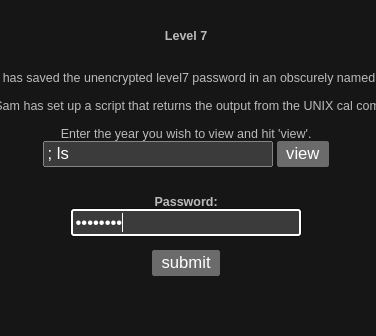 Level 7
has saved the unencrypted level7 password in an obscurely named
Sam has set up a script that returns the output from the UNIX cal com
Enter the year you wish to view and hit 'view'.
; ls view
Password:
••••••••
submit